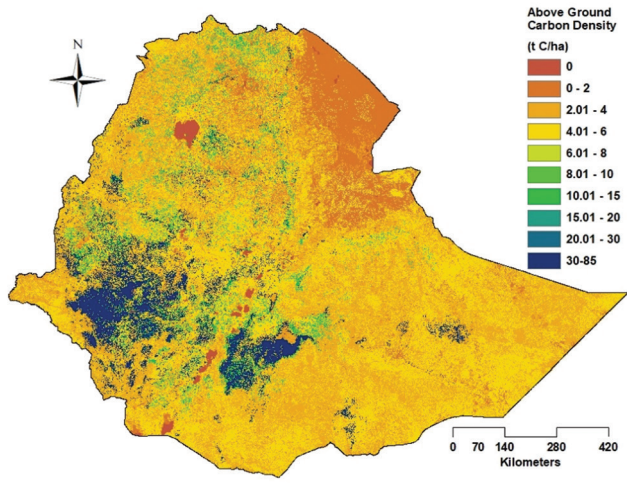 Above Ground
Carbon Density
(t C/ha)
N
0
0 - 2
2.01 - 4
4.01 - 6
6.01 - 8
8.01 - 10
10.01 - 15
15.01 - 20
20.01 - 30
30-85
0 70 140 280 420
Kilometers